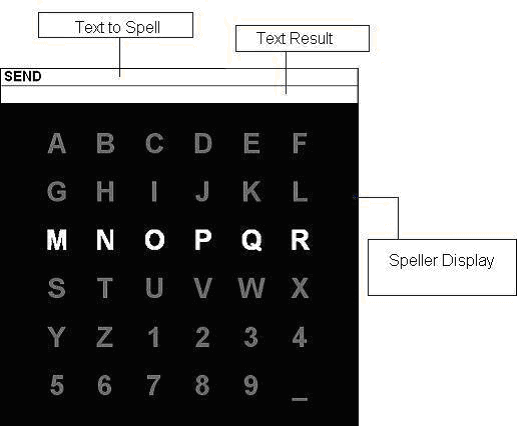 Text to Spell
Text Result
SEND
A B C D E F
G H I J K L
M N O P Q R
Speller Display
S T U V W X
Y Z 1 2 3 4
5 6 7 8 9 _